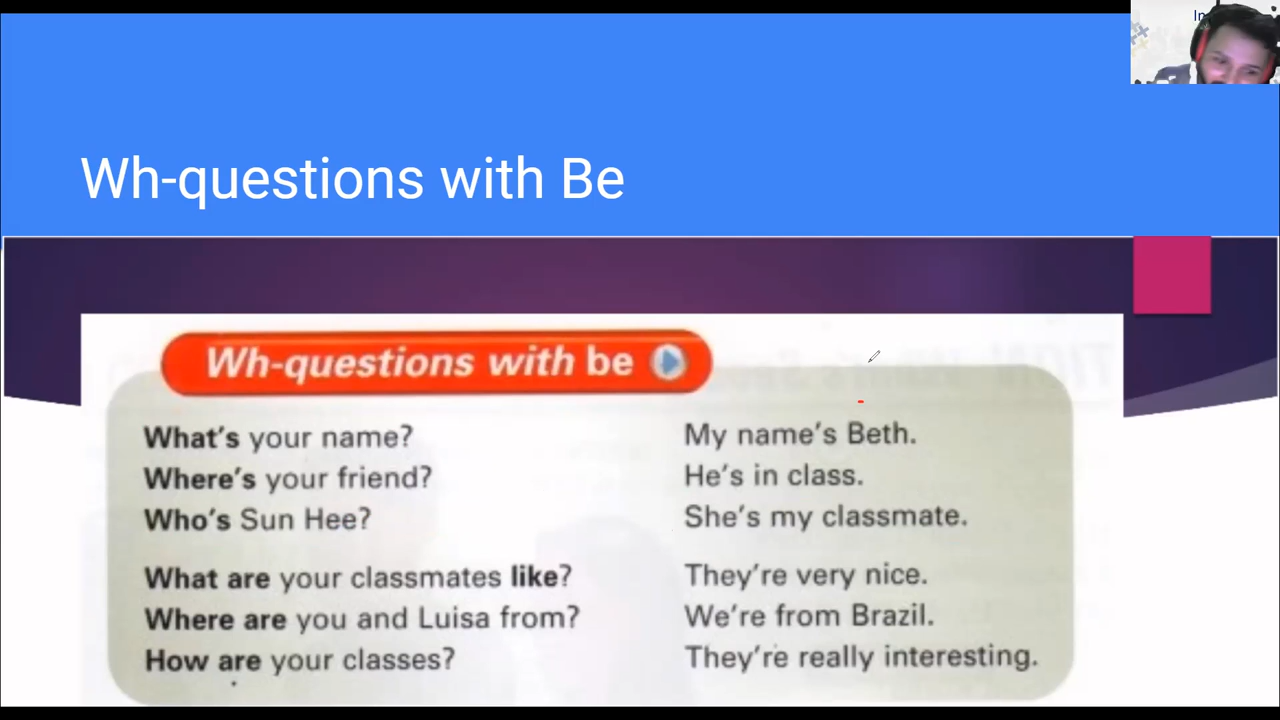 In
Wh-questions with Be
Wh-questions with be
What's your name? My name's Beth.
Where's your friend? He's in class.
Who's Sun Hee? She's my classmate.
What are your classmates like? They're very nice.
Where are you and Luisa from? We're from Brazil.
How are your classes? They're really interesting.